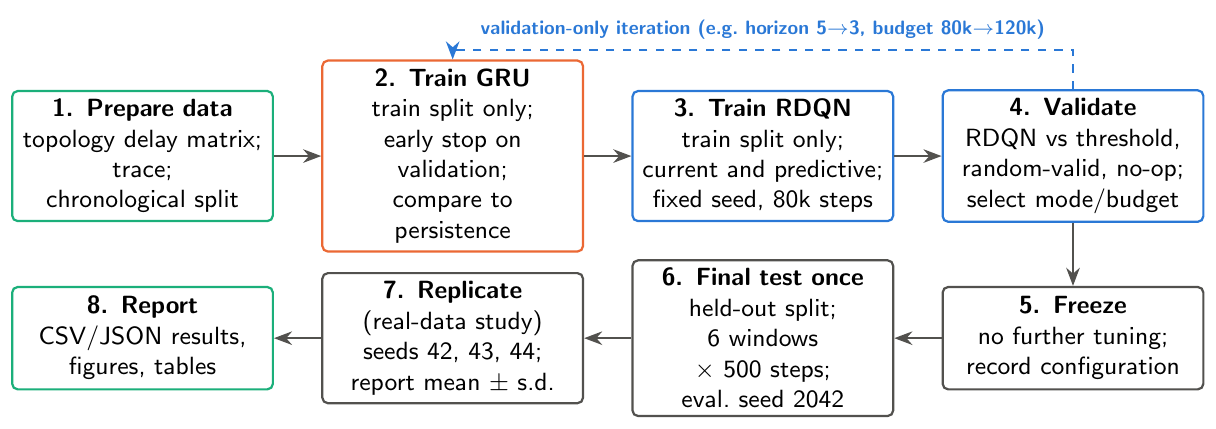 validation-only iteration (e.g. horizon 5→3, budget 80k→120k)
1. Prepare data
topology delay matrix;
trace;
chronological split
2. Train GRU
train split only;
early stop on
validation;
compare to
persistence
3. Train RDQN
train split only;
current and predictive;
fixed seed, 80k steps
4. Validate
RDQN vs threshold,
random-valid, no-op;
select mode/budget
5. Freeze
no further tuning;
record configuration
6. Final test once
held-out split;
6 windows
× 500 steps;
eval. seed 2042
7. Replicate
(real-data study)
seeds 42, 43, 44;
report mean ± s.d.
8. Report
CSV/JSON results,
figures, tables